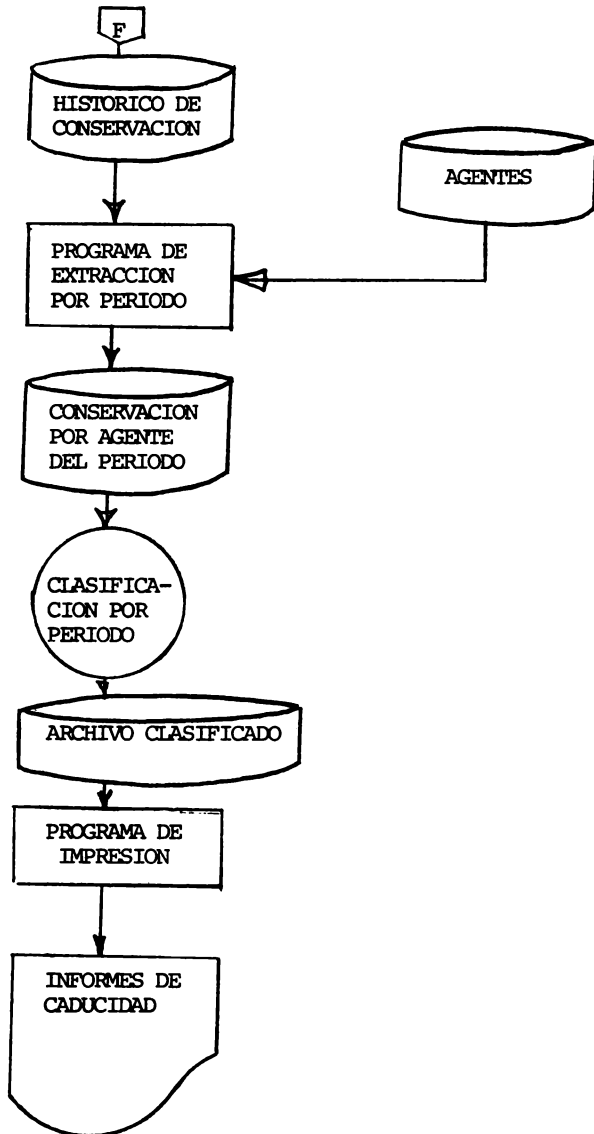 F
HISTORICO DE
CONSERVACION
AGENTES
PROGRAMA DE
EXTRACCION
POR PERIODO
CONSERVACION
POR AGENTE
DEL PERIODO
CLASIFICA-
CION POR
PERIODO
ARCHIVO CLASIFICADO
PROGRAMA DE
IMPRESION
INFORMES DE
CADUCIDAD